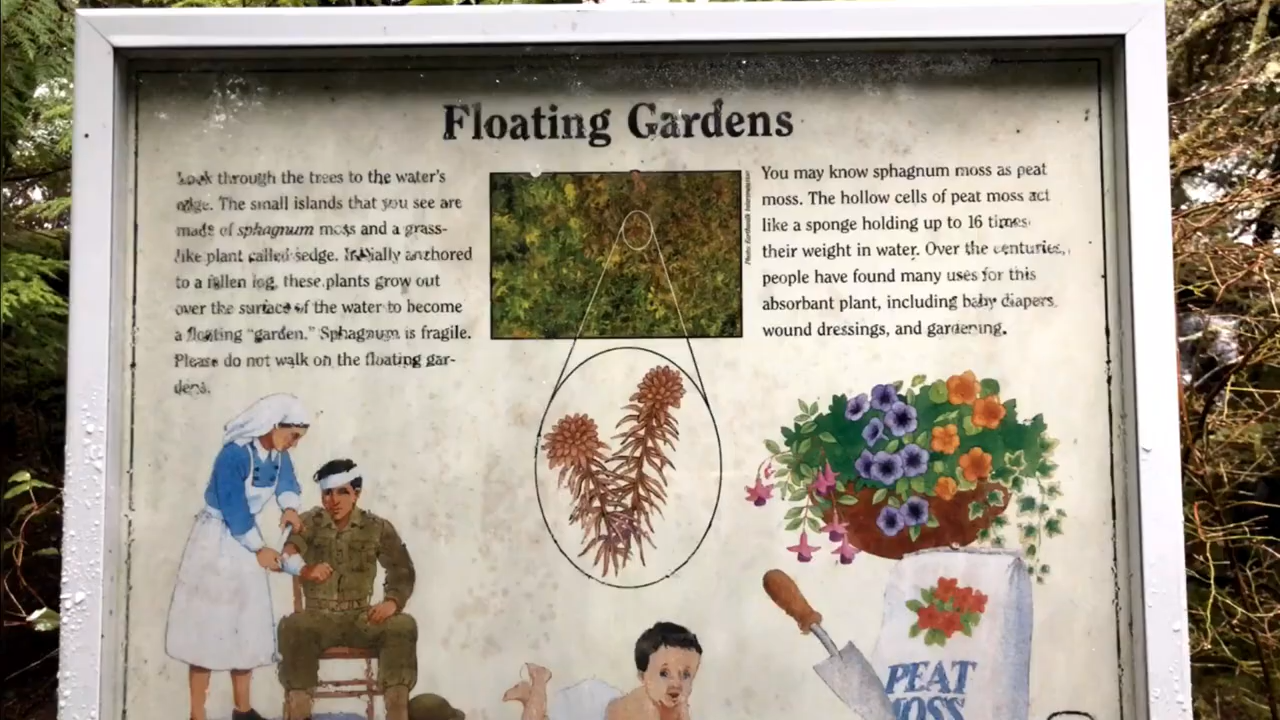 Floating Gardens
Look through the trees to the water's
edge. The small islands that you see are
made of sphagnum moss and a grass-
like plant called sedge. Initially anchored
to a fallen log, these plants grow out
over the surface of the water to become
a floating "garden." Sphagnum is fragile.
Please do not walk on the floating gar-
dens.
You may know sphagnum moss as peat
moss. The hollow cells of peat moss act
like a sponge holding up to 16 times
their weight in water. Over the centuries,
people have found many uses for this
absorbant plant, including baby diapers,
wound dressings, and gardening.
PEAT
MOSS